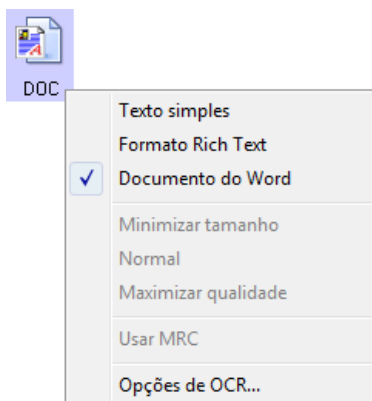 DOC
Texto simples
Formato Rich Text
Documento do Word
Minimizar tamanho
Normal
Maximizar qualidade
Usar MRC
Opções de OCR...